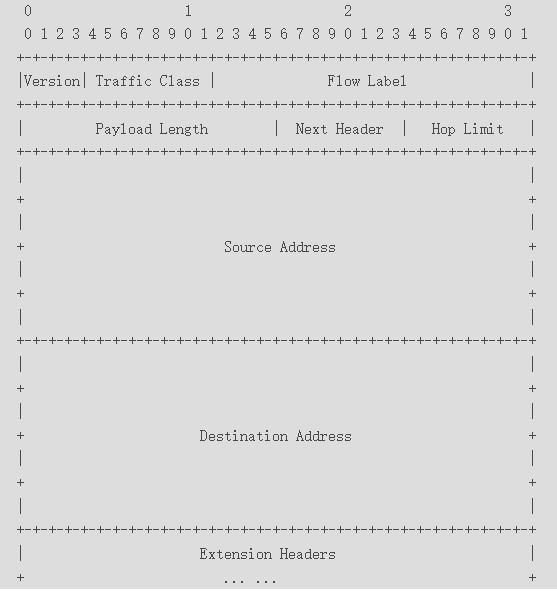 0                   1                   2                   3
 0 1 2 3 4 5 6 7 8 9 0 1 2 3 4 5 6 7 8 9 0 1 2 3 4 5 6 7 8 9 0 1
+-+-+-+-+-+-+-+-+-+-+-+-+-+-+-+-+-+-+-+-+-+-+-+-+-+-+-+-+-+-+-+-+
|Version| Traffic Class |              Flow Label               |
+-+-+-+-+-+-+-+-+-+-+-+-+-+-+-+-+-+-+-+-+-+-+-+-+-+-+-+-+-+-+-+-+
|         Payload Length        |  Next Header  |   Hop Limit   |
+-+-+-+-+-+-+-+-+-+-+-+-+-+-+-+-+-+-+-+-+-+-+-+-+-+-+-+-+-+-+-+-+
|                                                               |
+                                                               +
|                                                               |
+                         Source Address                        +
|                                                               |
+                                                               +
|                                                               |
+-+-+-+-+-+-+-+-+-+-+-+-+-+-+-+-+-+-+-+-+-+-+-+-+-+-+-+-+-+-+-+-+
|                                                               |
+                                                               +
|                                                               |
+                      Destination Address                      +
|                                                               |
+                                                               +
|                                                               |
+-+-+-+-+-+-+-+-+-+-+-+-+-+-+-+-+-+-+-+-+-+-+-+-+-+-+-+-+-+-+-+-+
|                      Extension Headers                        |
+                         ... ...                               +